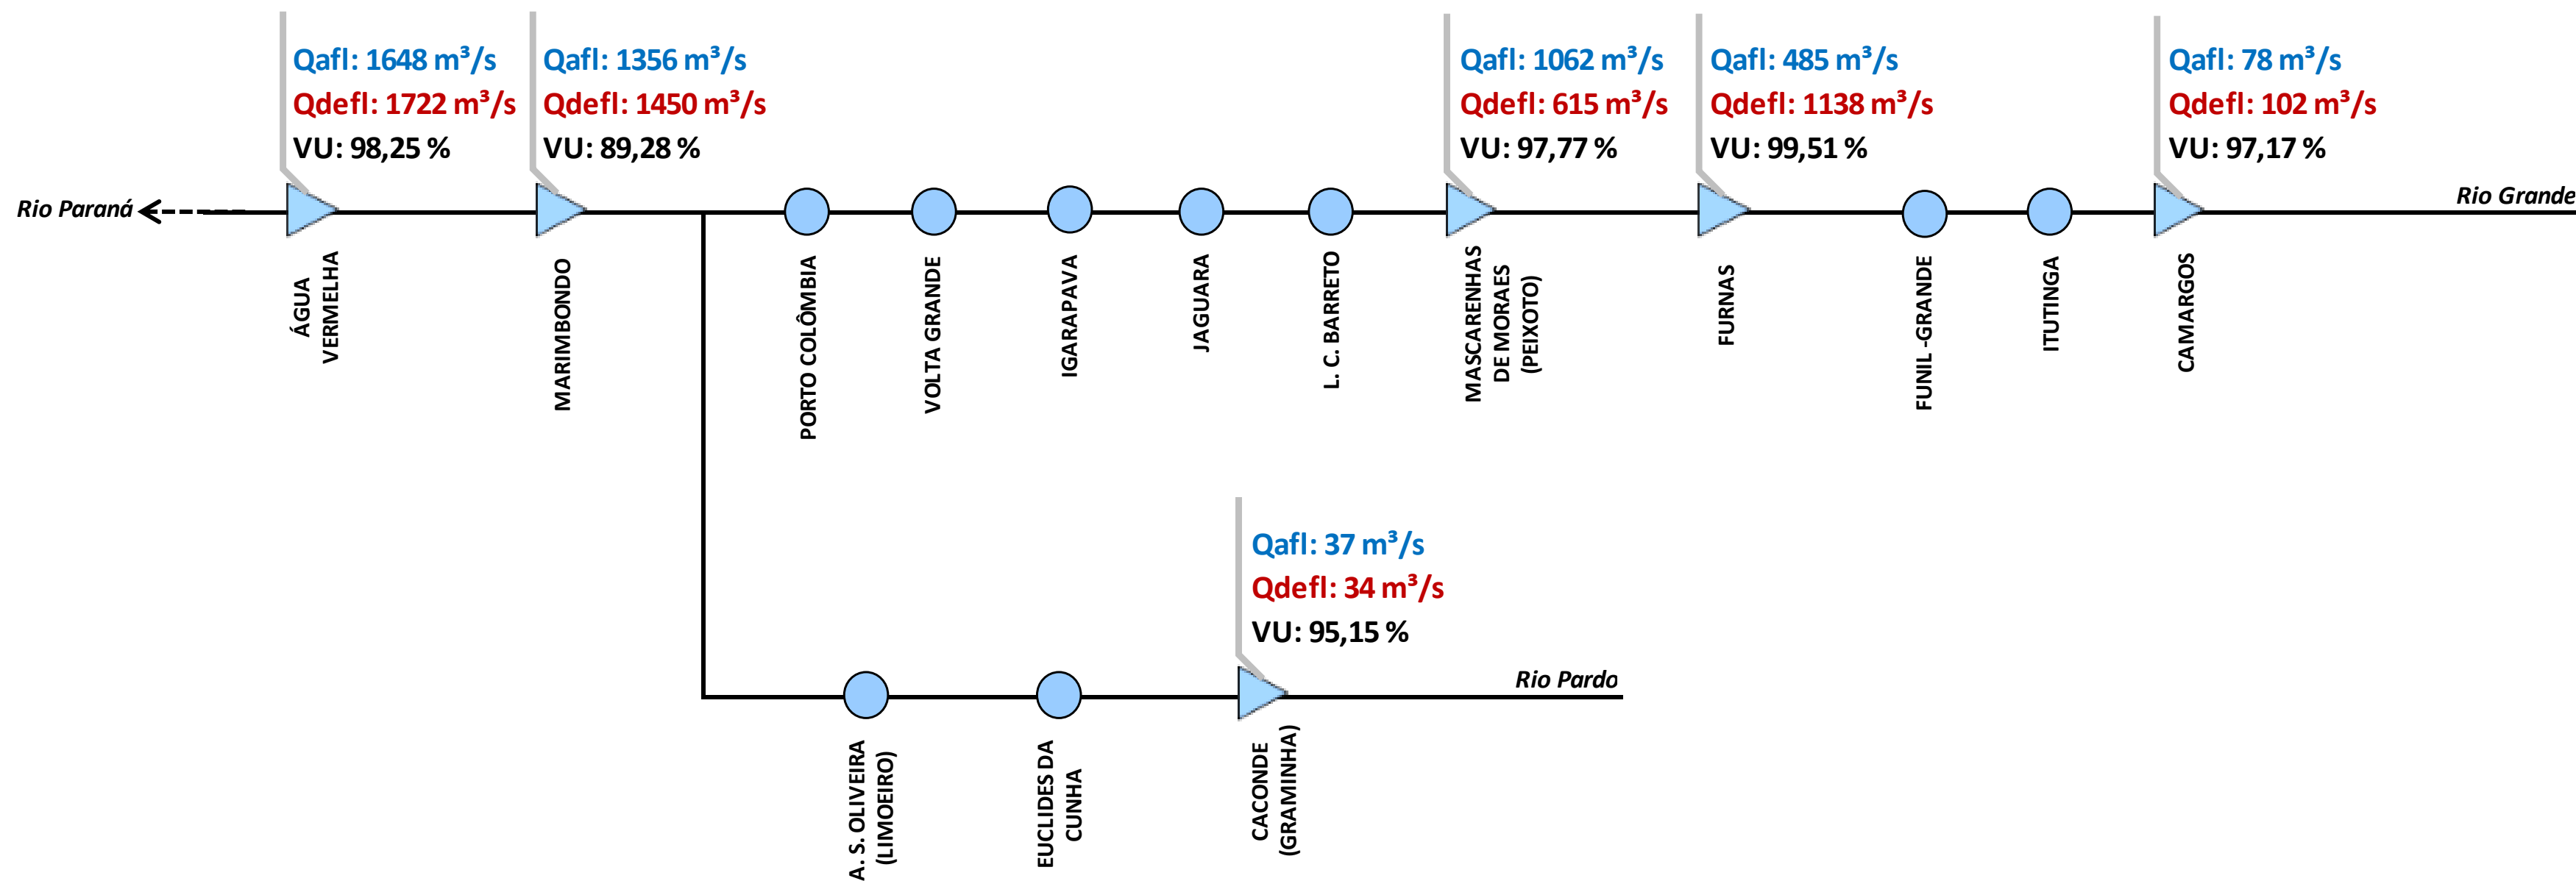 Qafl: 1648 m³/s
Qdefl: 1722 m³/s
VU: 98,25 %
Qafl: 1356 m³/s
Qdefl: 1450 m³/s
VU: 89,28 %
Qafl: 1062 m³/s
Qdefl: 615 m³/s
VU: 97,77 %
Qafl: 485 m³/s
Qdefl: 1138 m³/s
VU: 99,51 %
Qafl: 78 m³/s
Qdefl: 102 m³/s
VU: 97,17 %
Rio Paraná
Rio Grande
ÁGUA
VERMELHA
MARIMBONDO
PORTO COLÔMBIA
VOLTA GRANDE
IGARAPAVA
JAGUARA
L. C. BARRETO
MASCARENHAS
DE MORAES
(PEIXOTO)
FURNAS
FUNIL -GRANDE
ITUTINGA
CAMARGOS
Qafl: 37 m³/s
Qdefl: 34 m³/s
VU: 95,15 %
Rio Pardo
A. S. OLIVEIRA
(LIMOEIRO)
EUCLIDES DA
CUNHA
CACONDE
(GRAMINHA)